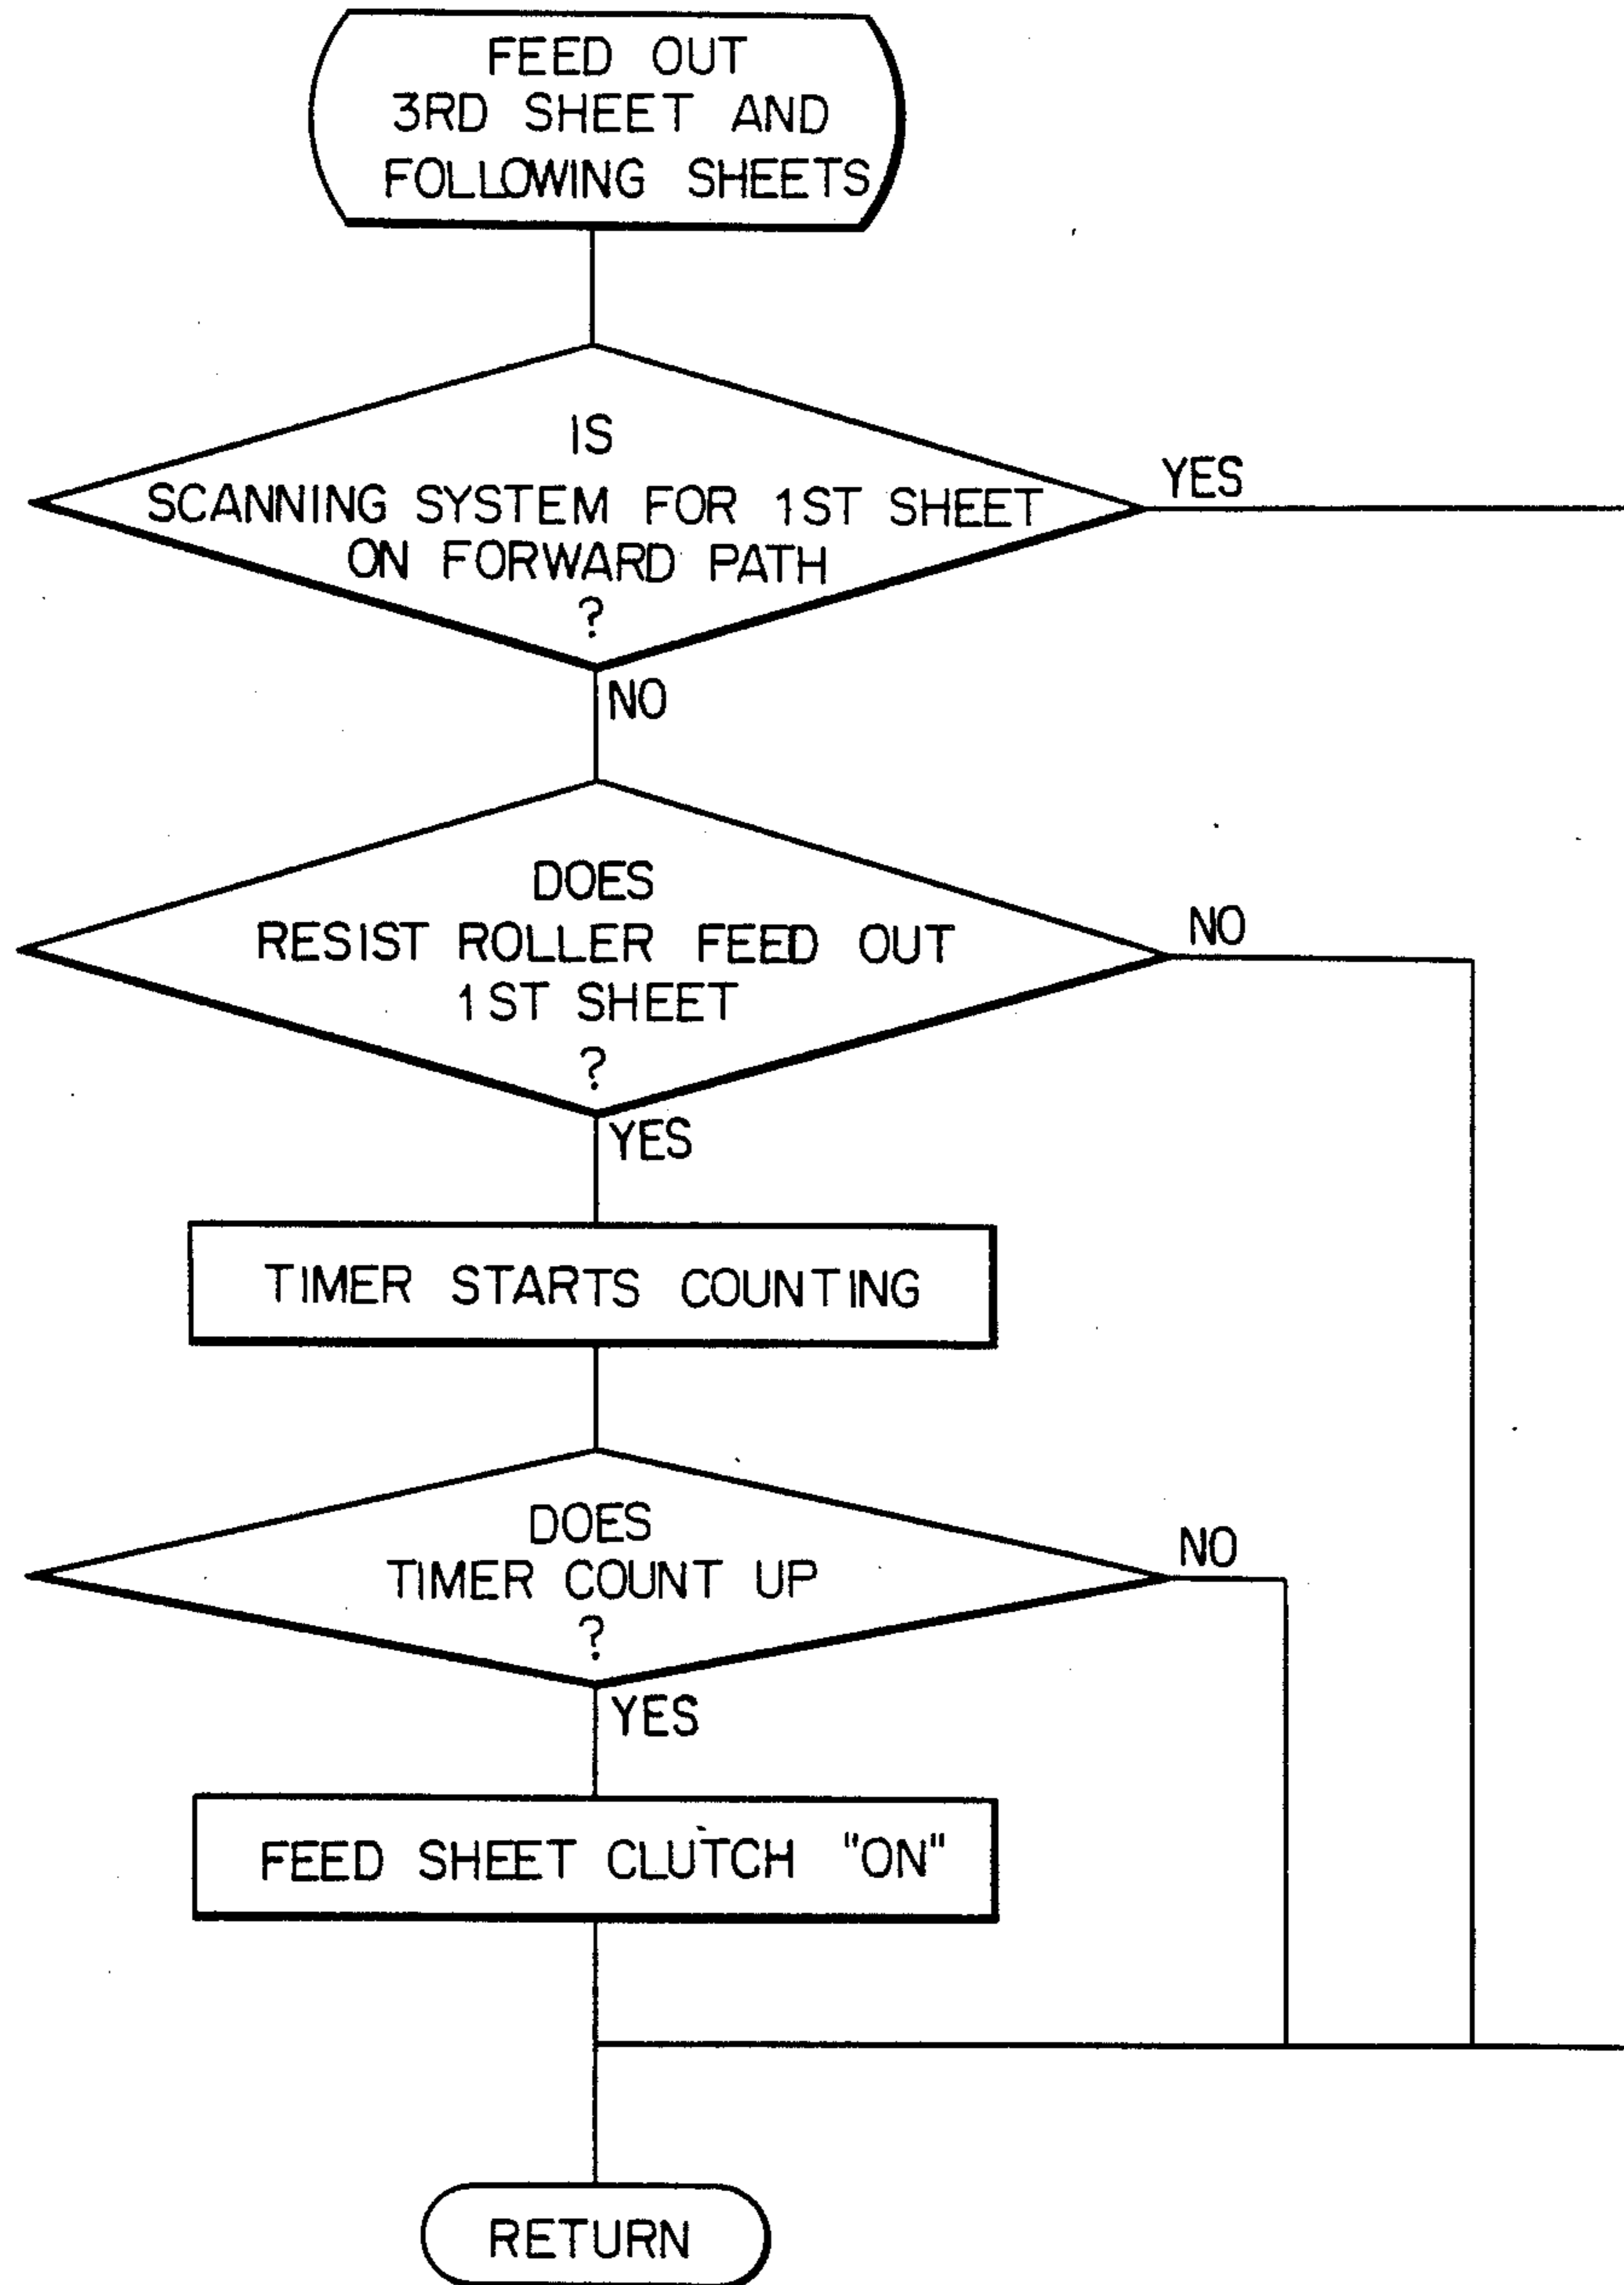 FEED OUT
3RD SHEET AND
FOLLOWING SHEETS
IS
SCANNING SYSTEM FOR 1ST SHEET
ON FORWARD PATH
?
YES
NO
DOES
RESIST ROLLER FEED OUT
1ST SHEET
?
NO
YES
TIMER STARTS COUNTING
DOES
TIMER COUNT UP
?
NO
YES
FEED SHEET CLUTCH "ON"
RETURN